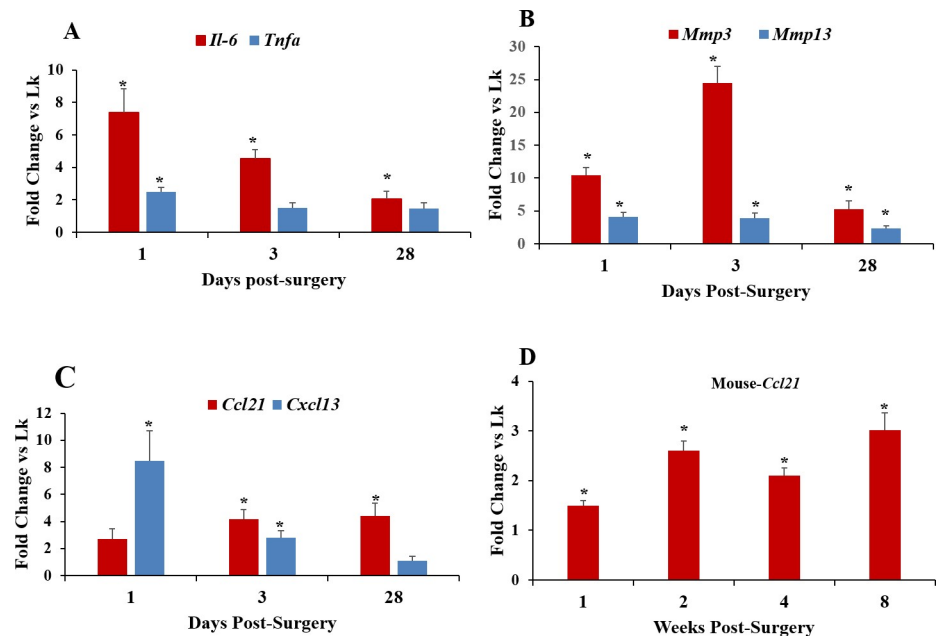 A
Il-6 Tnfa
Fold Change vs Lk
10
8
6
4
2
0
* * * *
1 3 28
Days post-surgery
B
Mmp3 Mmp13
Fold Change vs Lk
30
25
20
15
10
5
0
* * * * * *
1 3 28
Days Post-Surgery
C
Ccl21 Cxcl13
Fold Change vs Lk
12
10
8
6
4
2
0
* * * *
1 3 28
Days Post-Surgery
D
Mouse-Ccl21
Fold Change vs Lk
4
3
2
1
0
* * * *
1 2 4 8
Weeks Post-Surgery